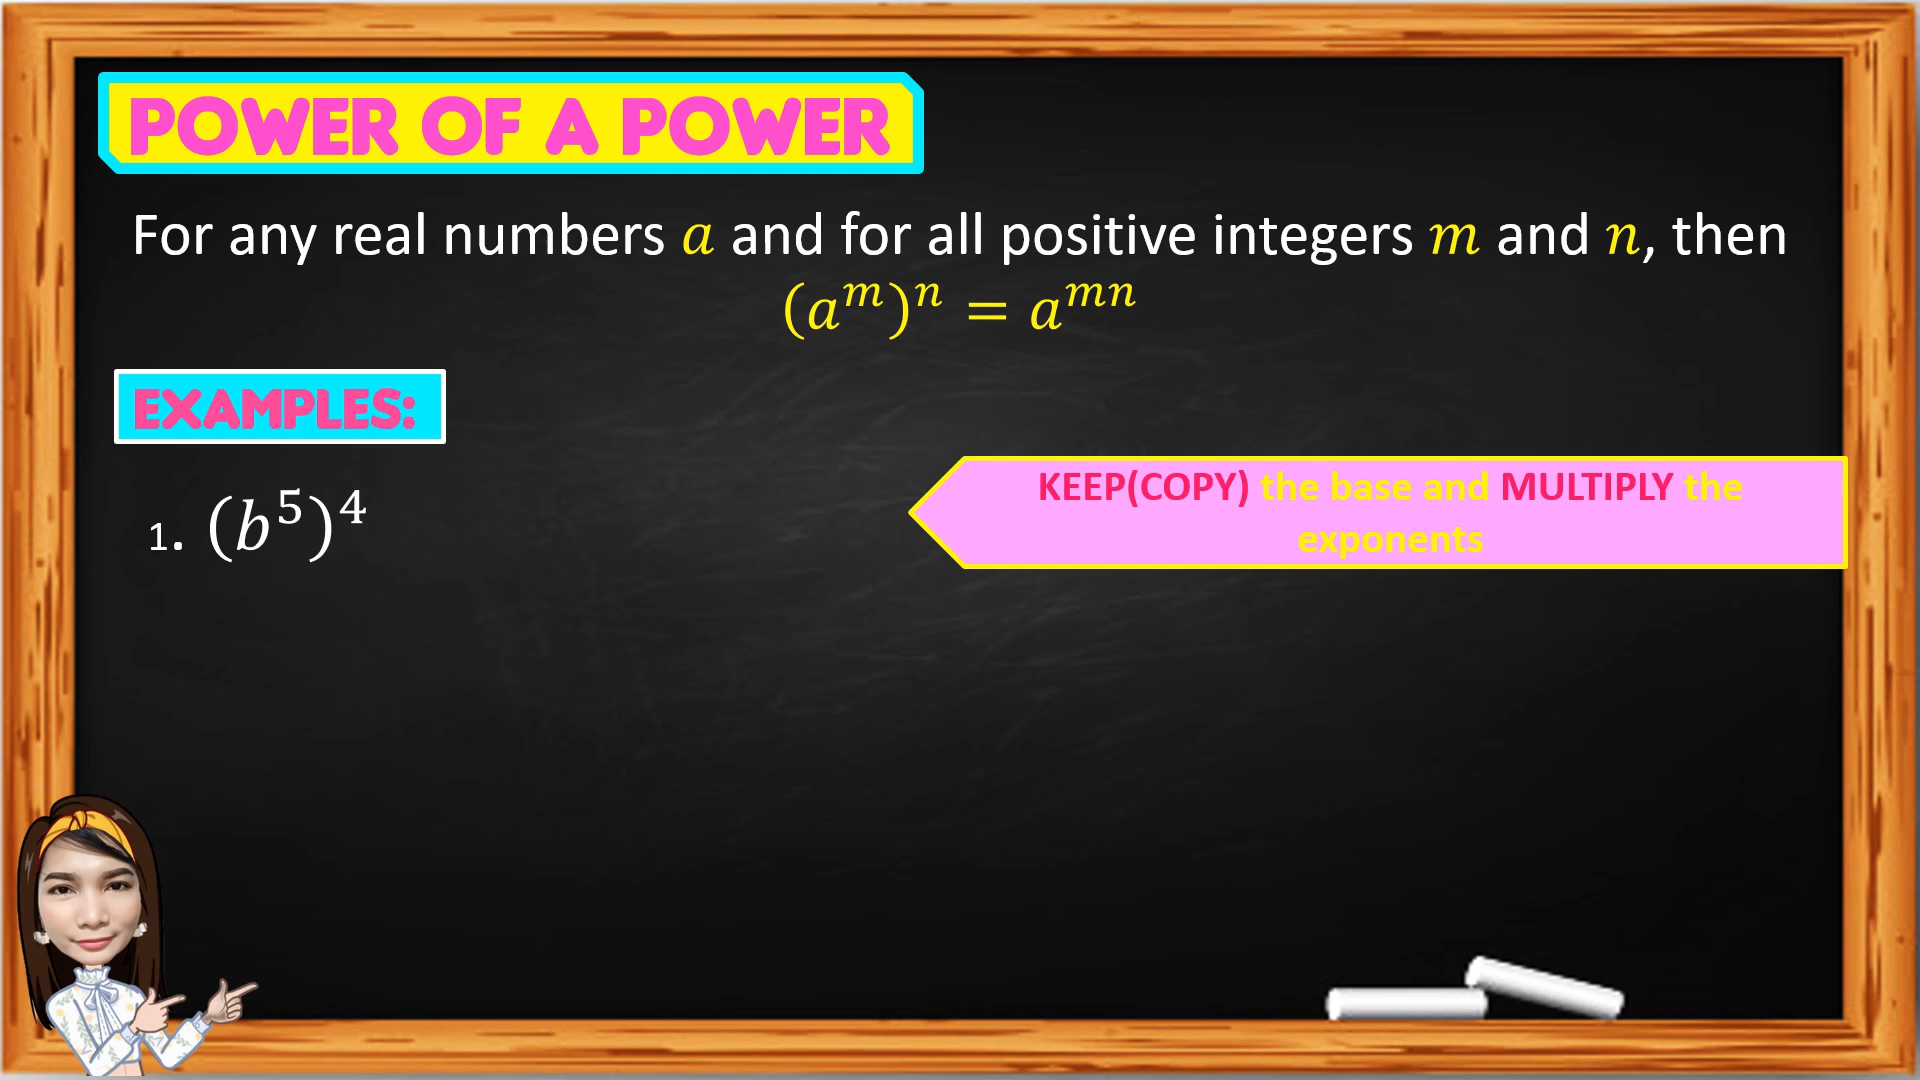 POWER OF A POWER
For any real numbers a and for all positive integers m and n, then
(a^m)^n = a^{mn}
EXAMPLES:
1. (b^5)^4
KEEP(COPY) the base and MULTIPLY the
exponents